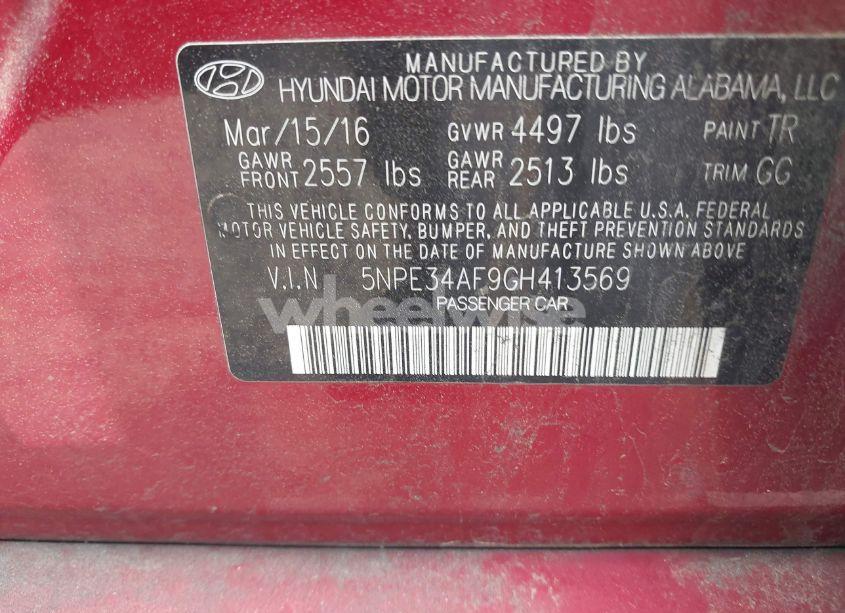 MANUFACTURED BY
HYUNDAI MOTOR MANUFACTURING ALABAMA, LLC
Mar/15/16 GVWR 4497 lbs PAINT TR
GAWR FRONT 2557 lbs GAWR REAR 2513 lbs TRIM GG
THIS VEHICLE CONFORMS TO ALL APPLICABLE U.S.A. FEDERAL
MOTOR VEHICLE SAFETY, BUMPER, AND THEFT PREVENTION STANDARDS
IN EFFECT ON THE DATE OF MANUFACTURE SHOWN ABOVE
V.I.N 5NPE34AF9GH413569
PASSENGER CAR
wheelwise